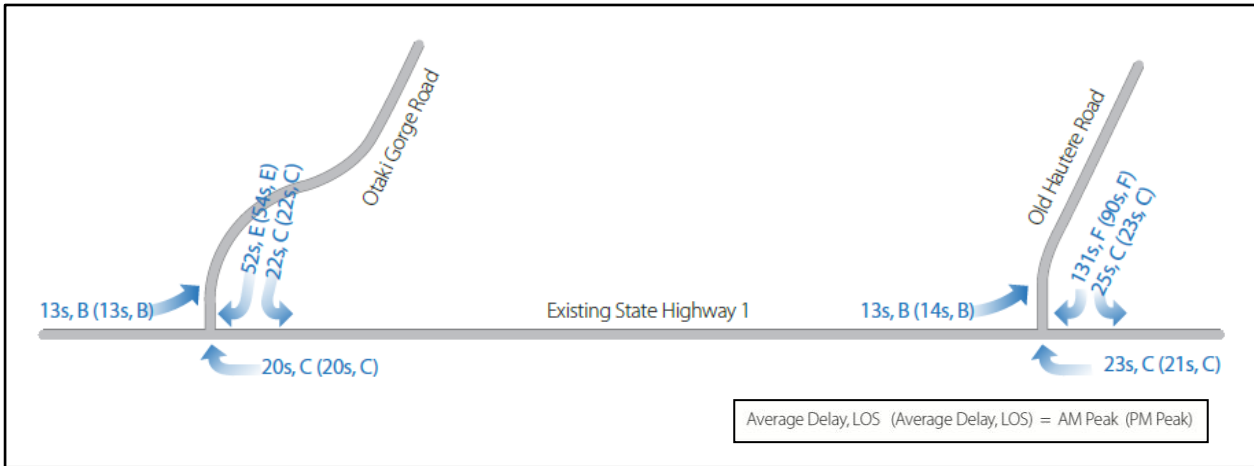 Otaki Gorge Road
52s, E (54s, E)
22s, C (22s, C)
13s, B (13s, B)
20s, C (20s, C)
Existing State Highway 1
Old Hautere Road
131s, F (90s, F)
25s, C (23s, C)
13s, B (14s, B)
23s, C (21s, C)
Average Delay, LOS (Average Delay, LOS) = AM Peak (PM Peak)